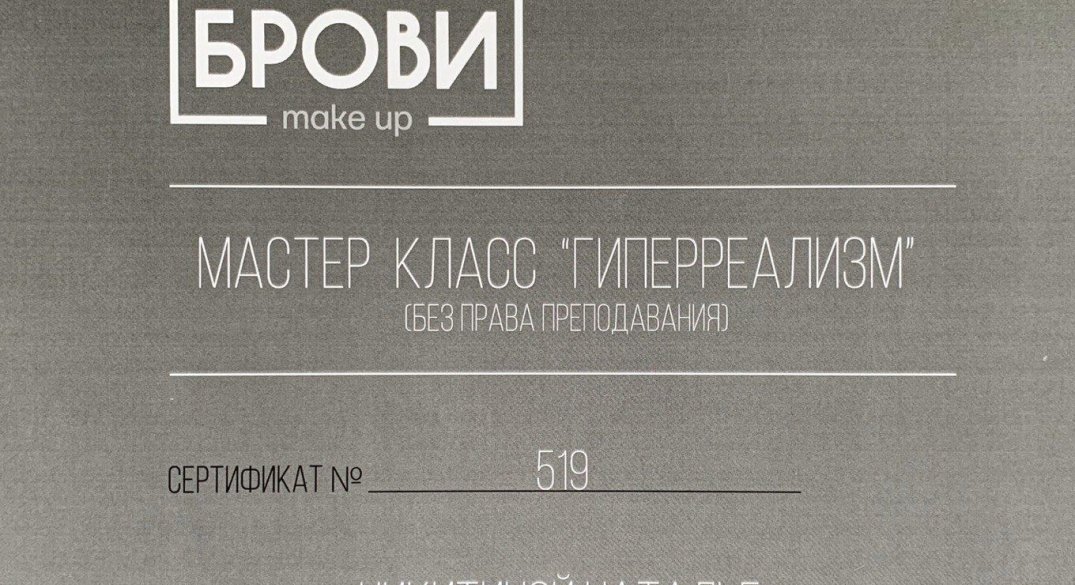 БРОВИ
make up
МАСТЕР КЛАСС "ГИПЕРРЕАЛИЗМ"
(БЕЗ ПРАВА ПРЕПОДАВАНИЯ)
СЕРТИФИКАТ № 519